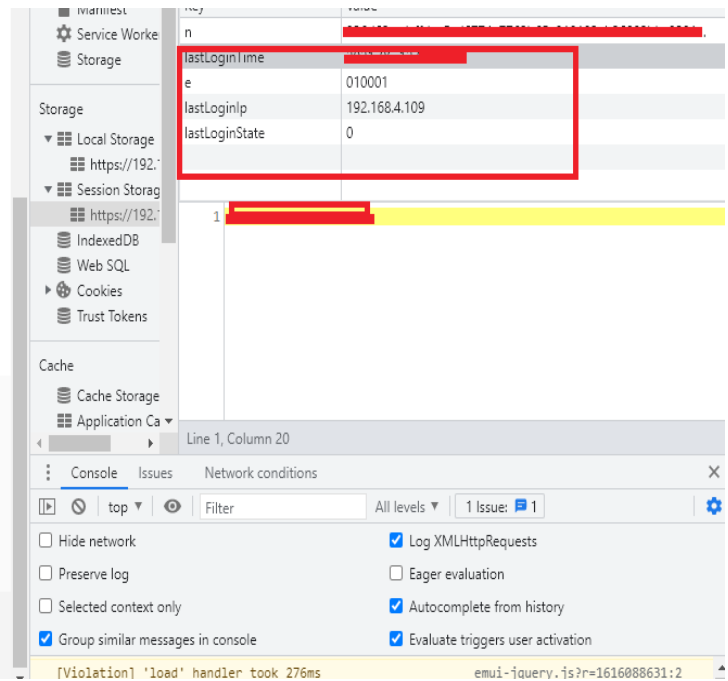 Manifest
Key
Value
Service Worke
n
Storage
lastLoginTime
e
010001
Storage
lastLoginIp
192.168.4.109
Local Storage
lastLoginState
0
https://192.
Session Storag
https://192.
1
IndexedDB
Web SQL
Cookies
Trust Tokens
Cache
Cache Storage
Application Ca
Line 1, Column 20
Console Issues Network conditions
top Filter All levels 1 Issue: 1
Hide network
Log XMLHttpRequests
Preserve log
Eager evaluation
Selected context only
Autocomplete from history
Group similar messages in console
Evaluate triggers user activation
[Violation] 'load' handler took 276ms
emui-jquery.js?r=1616088631:2